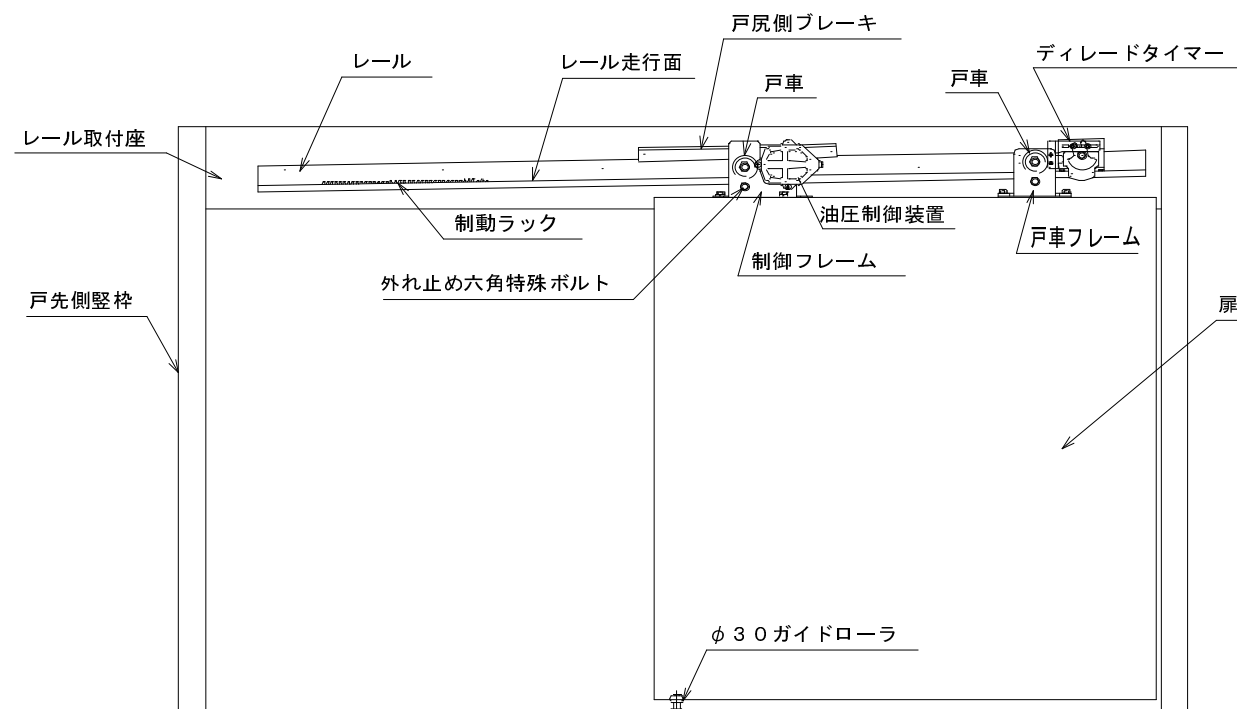 戸尻側ブレーキ
ディレードタイマー
レール
レール走行面
戸車
戸車
レール取付座
制動ラック
油圧制御装置
戸車フレーム
制御フレーム
外れ止め六角特殊ボルト
戸先側竪枠
扉
φ30ガイドローラ